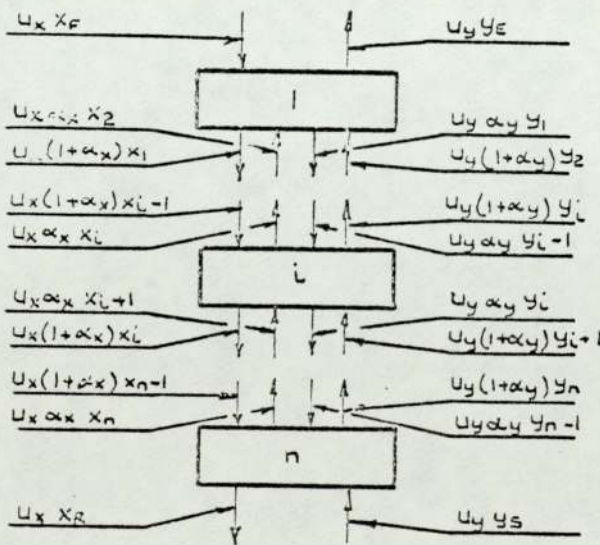 Ux XF
Uy YE
1
Ux αx X2
Uy αy Y1
(1+αx) X1
Uy(1+αy) Y2
Ux(1+αx) Xi-1
Uy(1+αy) Yi
Ux αx Xi
Uy αy Yi-1
i
Ux αx Xi+1
Uy αy Yi
Ux(1+αx) Xi
Uy(1+αy) Yi+1
Ux(1+αx) Xn-1
Uy(1+αy) Yn
Ux αx Xn
Uy αy Yn-1
n
Ux XR
Uy YS